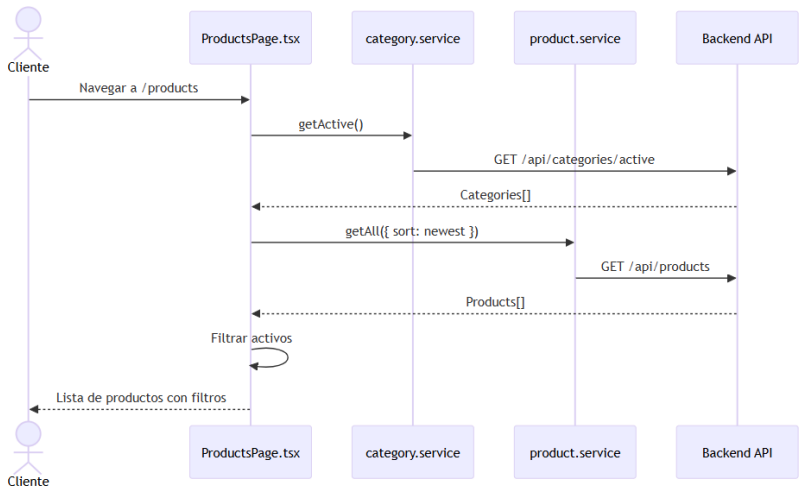 ProductsPage.tsx
category.service
product.service
Backend API
Cliente
Navegar a /products
getActive()
GET /api/categories/active
Categories[]
getAll({ sort: newest })
GET /api/products
Products[]
Filtrar activos
Lista de productos con filtros
ProductsPage.tsx
category.service
product.service
Backend API
Cliente